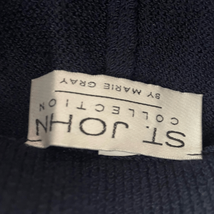 ST. JOHN
COLLECTION
BY MARIE GRAY